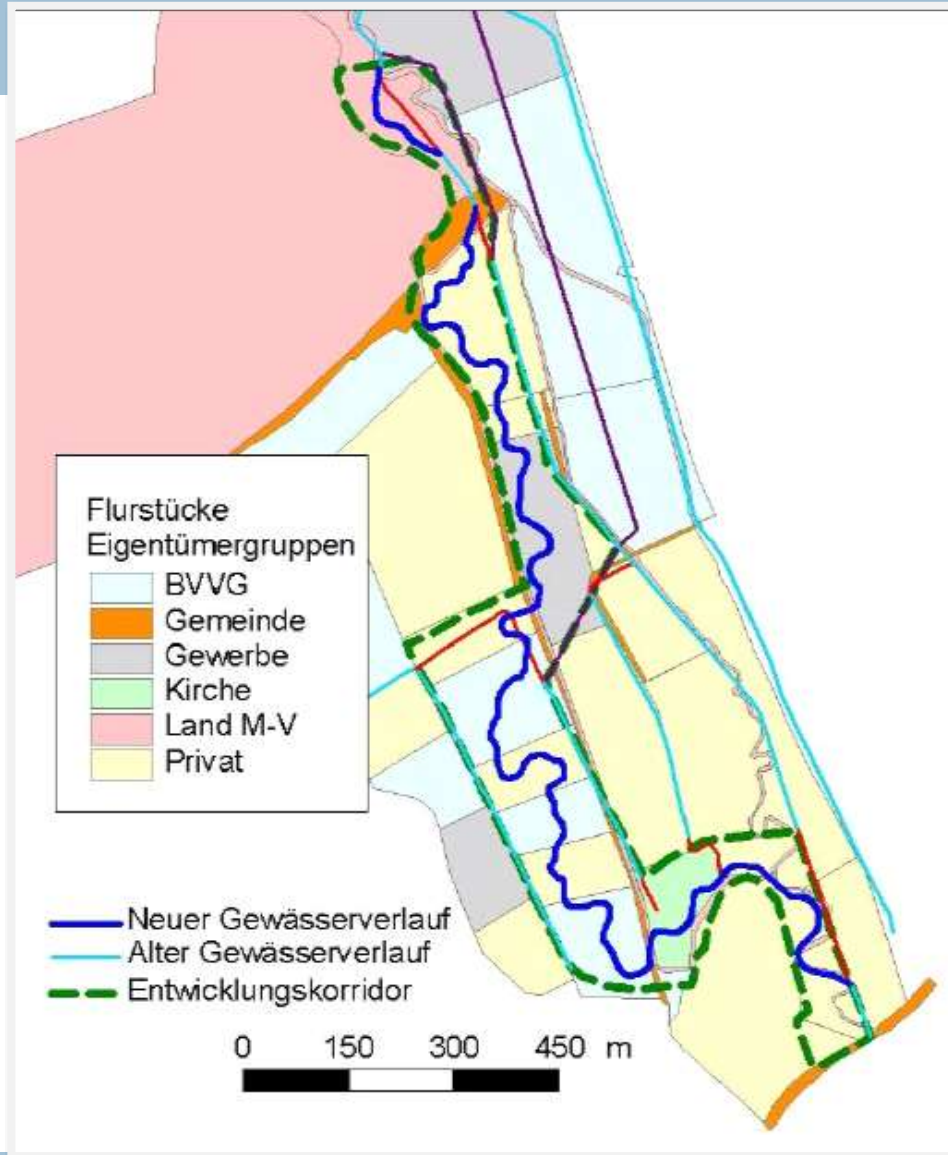 Flurstücke
Eigentümergruppen
BVVG
Gemeinde
Gewerbe
Kirche
Land M-V
Privat
Neuer Gewässerverlauf
Alter Gewässerverlauf
Entwicklungskorridor
0 150 300 450 m